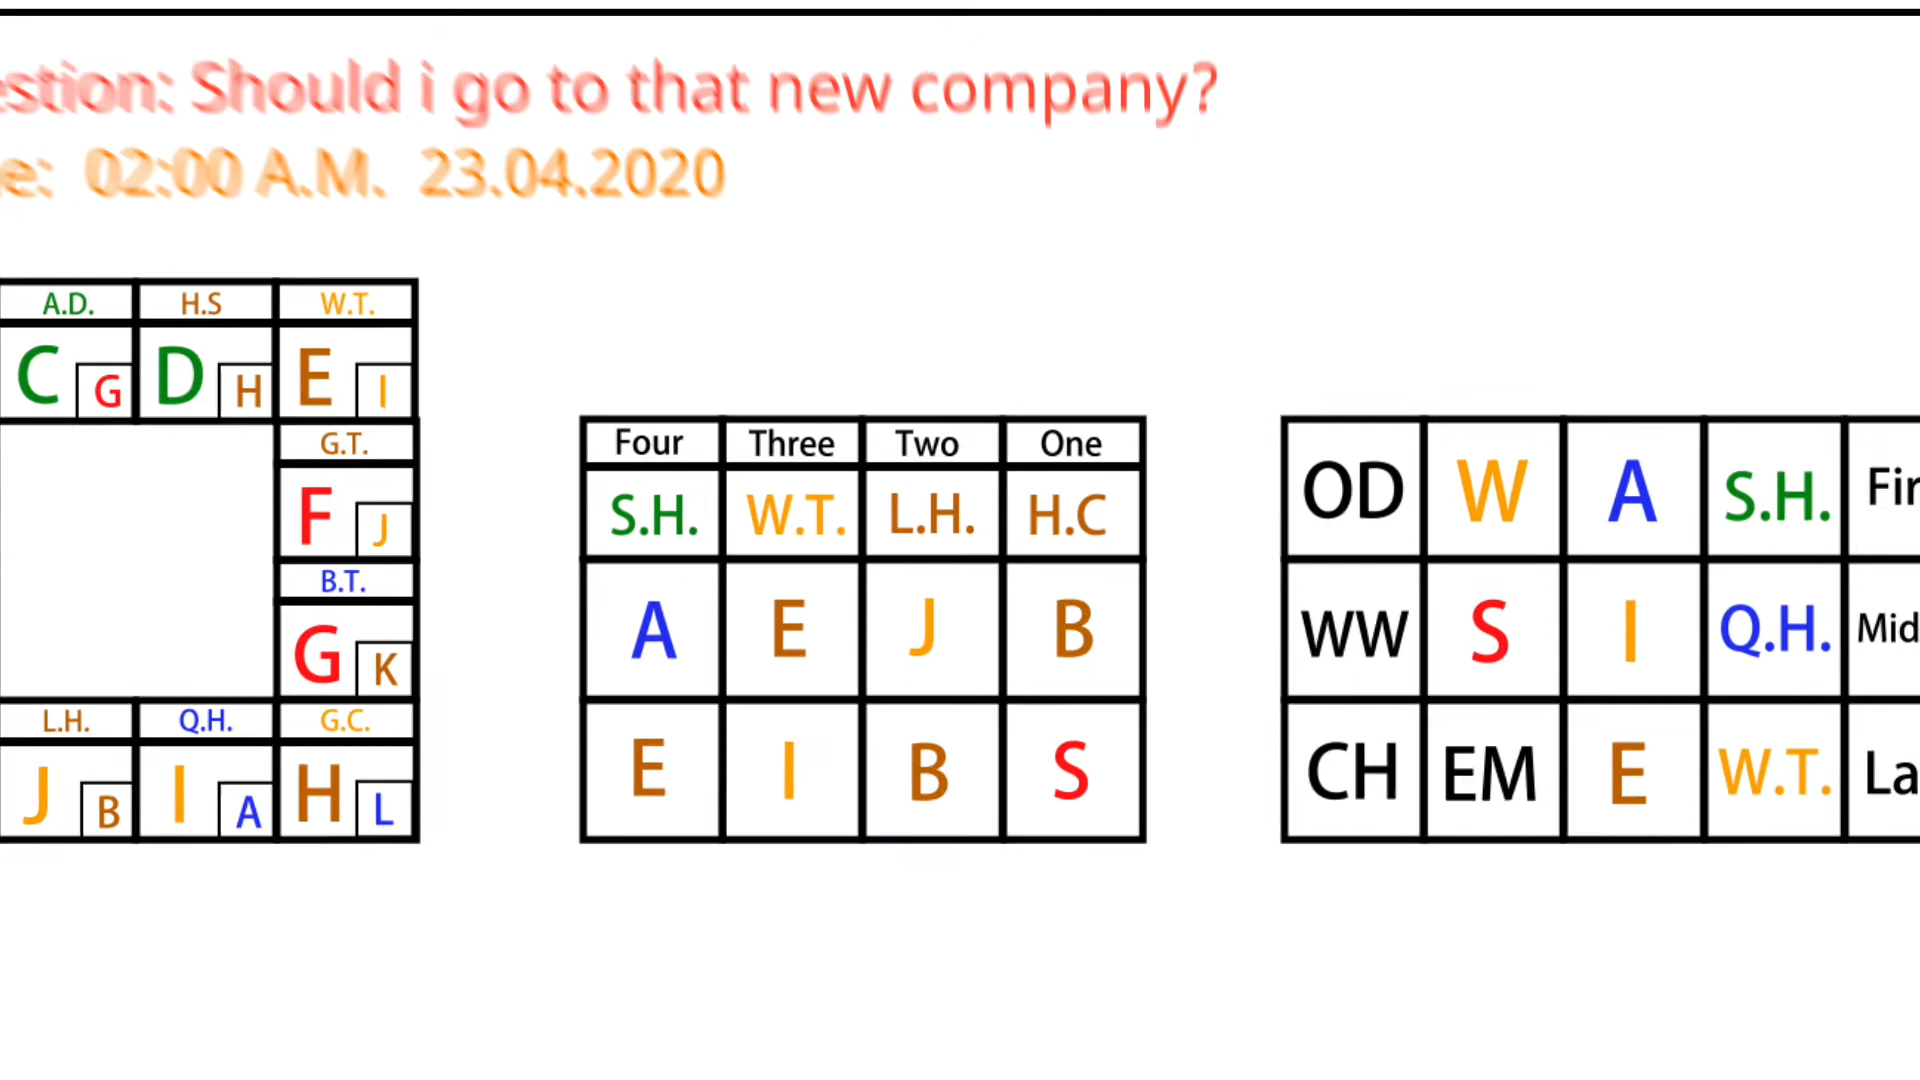 estion: Should i go to that new company?
e: 02:00 A.M. 23.04.2020
A.D. H.S W.T.
C G D H E I
G.T.
F J
B.T.
G K
L.H. Q.H. G.C.
J B I A H L
Four Three Two One
S.H. W.T. L.H. H.C
A E J B
E I B S
OD W A S.H. Fir
WW S I Q.H. Mid
CH EM E W.T. La